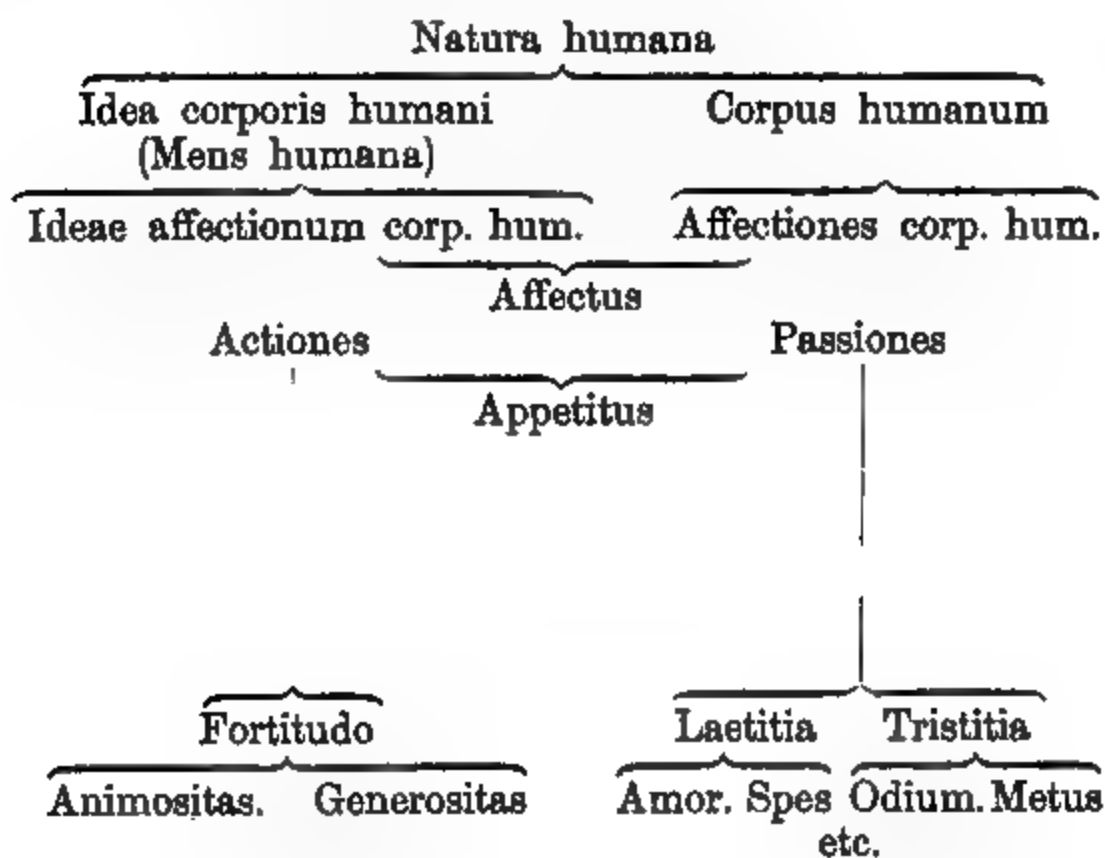 Natura humana
Idea corporis humani Corpus humanum
(Mens humana)
Ideae affectionum corp. hum. Affectiones corp. hum.
Affectus
Actiones Passiones
Appetitus
Fortitudo Laetitia Tristitia
Animositas. Generositas Amor. Spes Odium. Metus
etc.